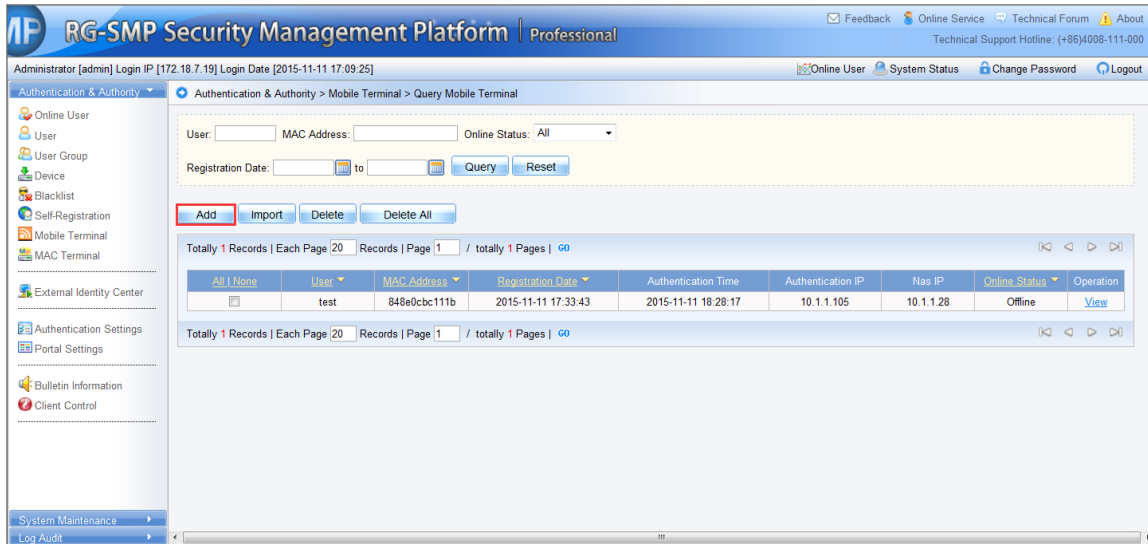 MP RG-SMP Security Management Platform | Professional
Feedback Online Service Technical Forum About
Technical Support Hotline: (+86)4008-111-000
Administrator [admin] Login IP [172.18.7.19] Login Date [2015-11-11 17:09:25]
Online User System Status Change Password Logout
Authentication & Authority
Authentication & Authority > Mobile Terminal > Query Mobile Terminal
Online User
User
User Group
Device
Blacklist
Self-Registration
Mobile Terminal
MAC Terminal
External Identity Center
Authentication Settings
Portal Settings
Bulletin Information
Client Control
System Maintenance
Log Audit
User: MAC Address: Online Status: All
Registration Date: to Query Reset
Add Import Delete Delete All
Totally 1 Records | Each Page 20 Records | Page 1 / totally 1 Pages | GO
All | None User MAC Address Registration Date Authentication Time Authentication IP Nas IP Online Status Operation
test 848e0cbc111b 2015-11-11 17:33:43 2015-11-11 18:28:17 10.1.1.105 10.1.1.28 Offline View
Totally 1 Records | Each Page 20 Records | Page 1 / totally 1 Pages | GO